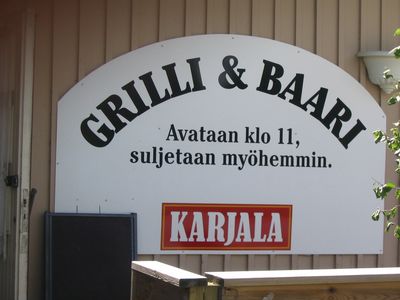 GRILLI & BAARI
Avataan klo 11,
suljetaan myöhemmin.
KARJALA